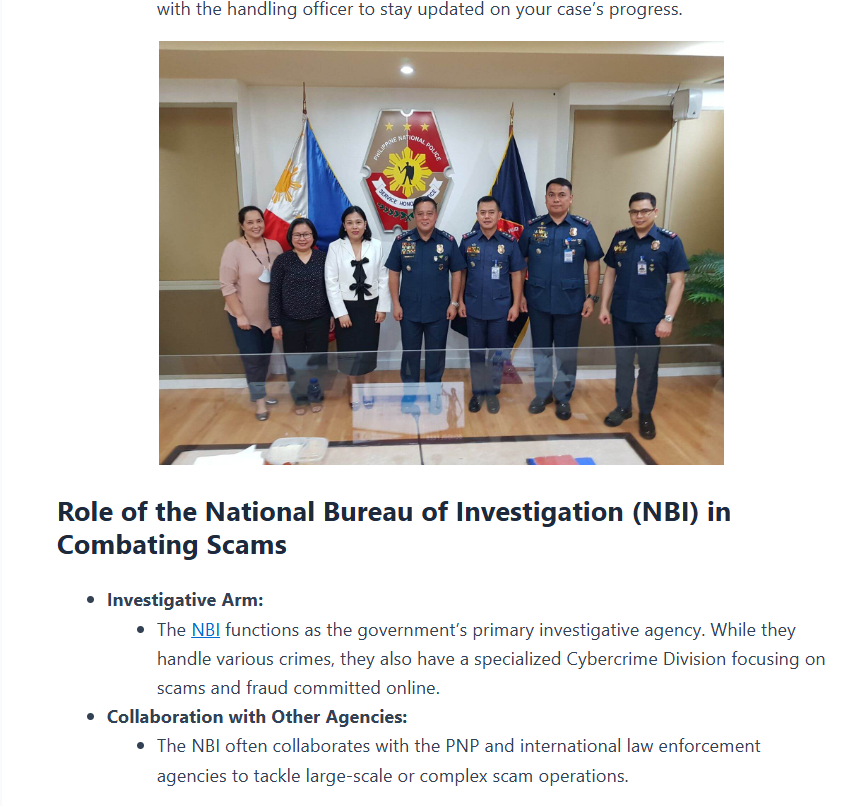 with the handling officer to stay updated on your case’s progress.
PHILIPPINE NATIONAL POLICE
SERVICE HONOR JUSTICE
Role of the National Bureau of Investigation (NBI) in
Combating Scams
Investigative Arm:
The NBI functions as the government’s primary investigative agency. While they
handle various crimes, they also have a specialized Cybercrime Division focusing on
scams and fraud committed online.
Collaboration with Other Agencies:
The NBI often collaborates with the PNP and international law enforcement
agencies to tackle large-scale or complex scam operations.